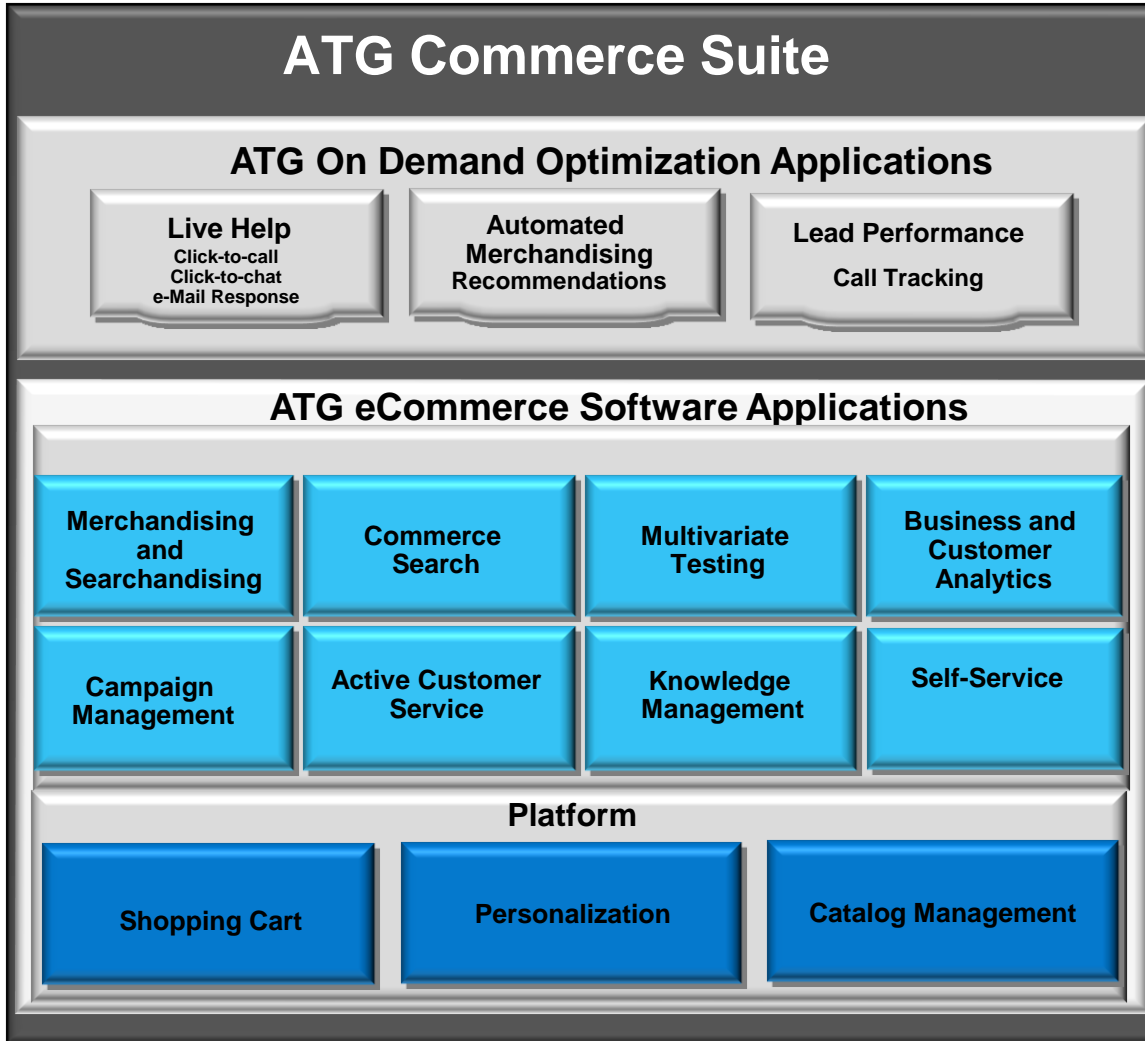 ATG Commerce Suite
ATG On Demand Optimization Applications
Live Help
Click-to-call
Click-to-chat
e-Mail Response
Automated
Merchandising
Recommendations
Lead Performance
Call Tracking
ATG eCommerce Software Applications
Merchandising
and
Searchandising
Commerce
Search
Multivariate
Testing
Business and
Customer
Analytics
Campaign
Management
Active Customer
Service
Knowledge
Management
Self-Service
Platform
Shopping Cart
Personalization
Catalog Management